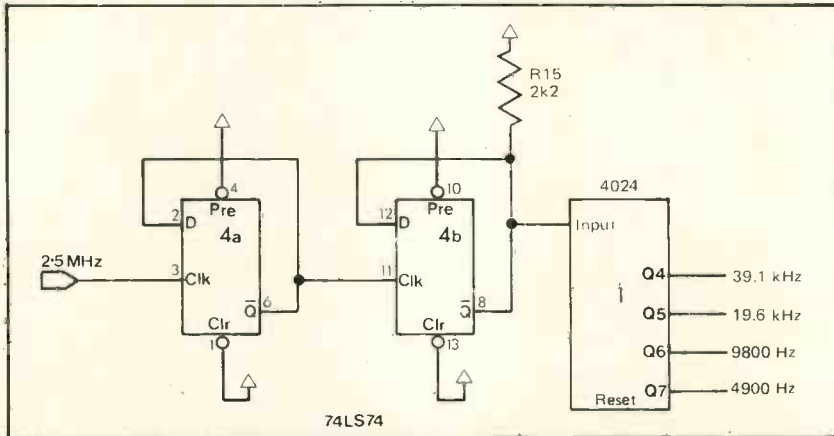 R15
2k2
4
10
4024
Pre
Pre
2
D
4a
12
D
4b
Input
2·5 MHz
3
Clk
11
Clk
Q4
39.1 kHz
Q̅
6
Q̅
8
1
Q5
19.6 kHz
Clr
Clr
Q6
9800 Hz
1
13
Q7
4900 Hz
Reset
74LS74